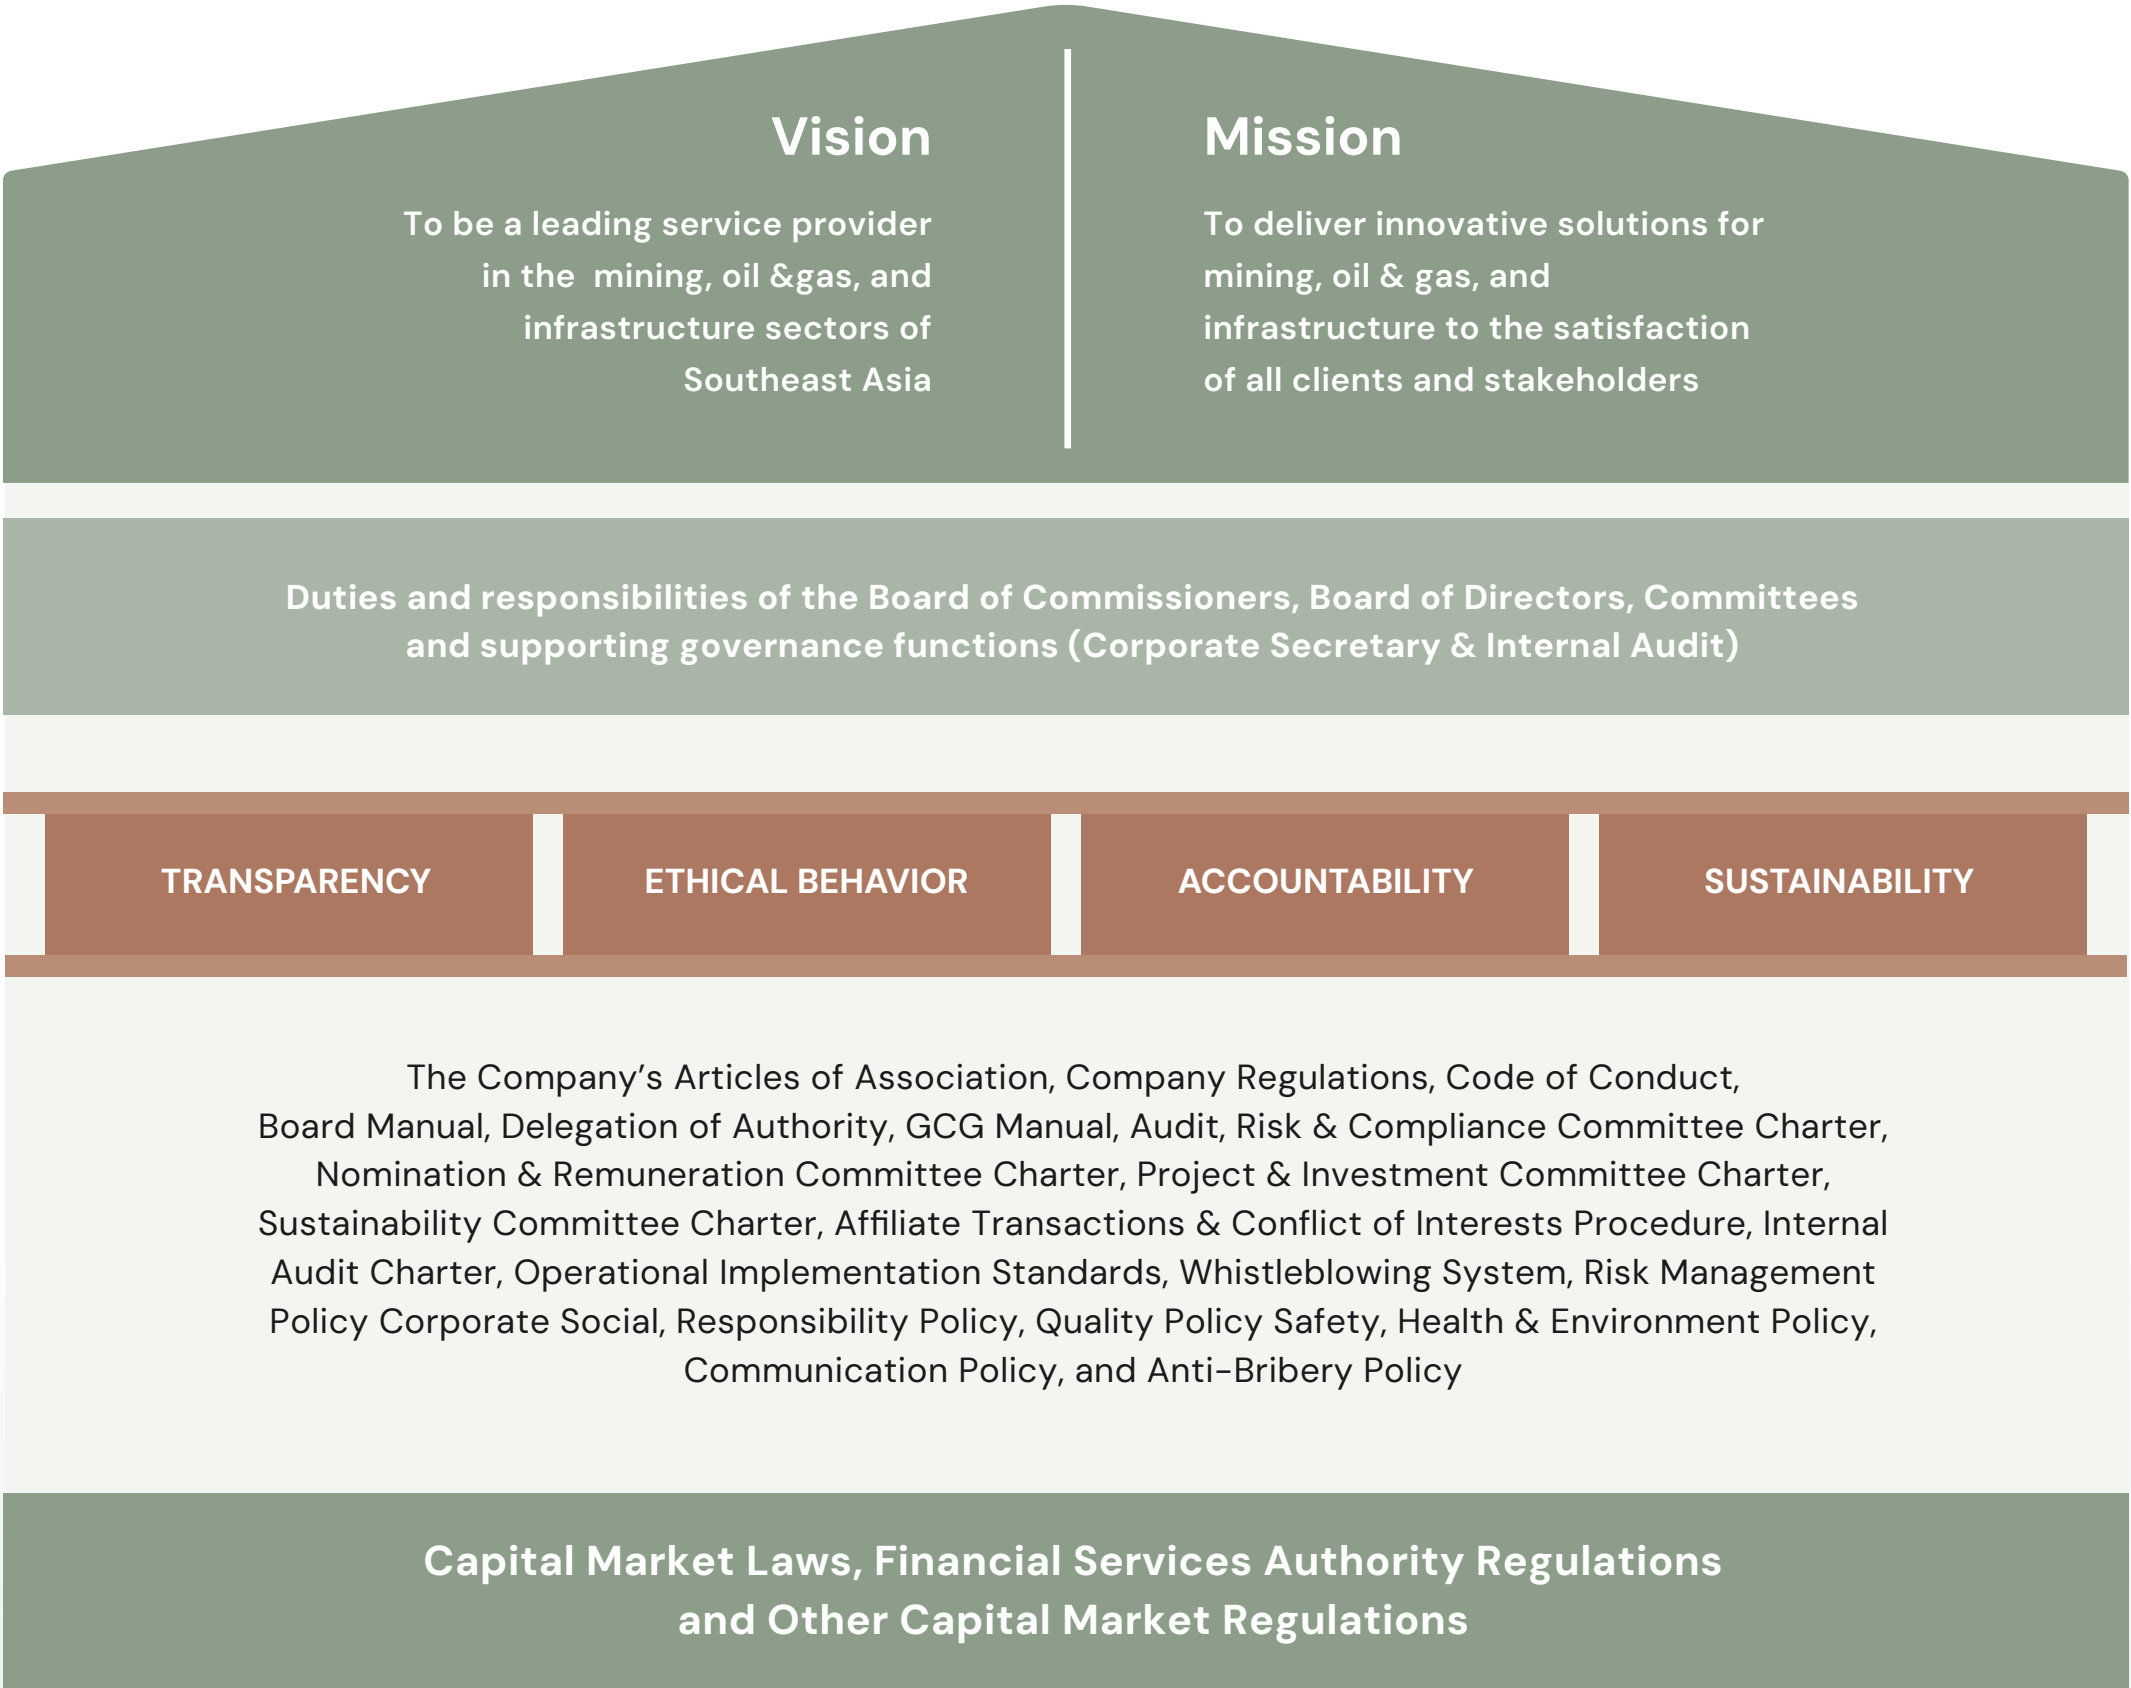 Vision
To be a leading service provider
in the  mining, oil &gas, and
infrastructure sectors of
Southeast Asia
Mission
To deliver innovative solutions for
mining, oil & gas, and
infrastructure to the satisfaction
of all clients and stakeholders
Duties and responsibilities of the Board of Commissioners, Board of Directors, Committees
and supporting governance functions (Corporate Secretary & Internal Audit)
TRANSPARENCY
ETHICAL BEHAVIOR
ACCOUNTABILITY
SUSTAINABILITY
The Company’s Articles of Association, Company Regulations, Code of Conduct,
Board Manual, Delegation of Authority, GCG Manual, Audit, Risk & Compliance Committee Charter,
Nomination & Remuneration Committee Charter, Project & Investment Committee Charter,
Sustainability Committee Charter, Affiliate Transactions & Conflict of Interests Procedure, Internal
Audit Charter, Operational Implementation Standards, Whistleblowing System, Risk Management
Policy Corporate Social, Responsibility Policy, Quality Policy Safety, Health & Environment Policy,
Communication Policy, and Anti-Bribery Policy
Capital Market Laws, Financial Services Authority Regulations
and Other Capital Market Regulations